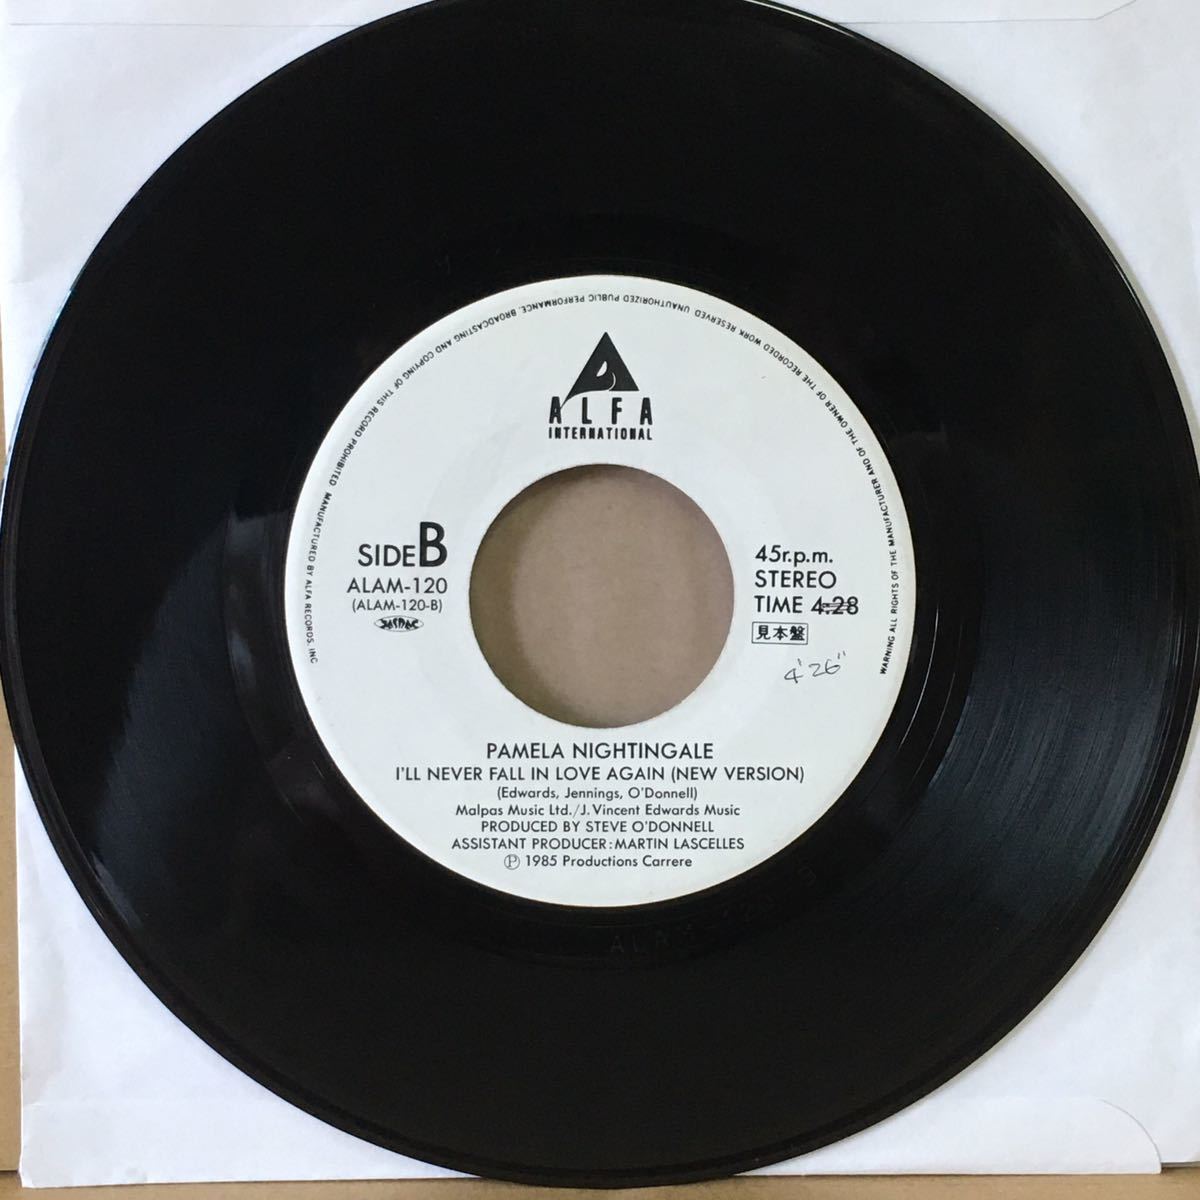 WARNING ALL RIGHTS OF THE MANUFACTURER AND OF THE OWNER OF THE RECORDED WORK RESERVED UNAUTHORIZED PUBLIC PERFORMANCE, BROADCASTING AND COPYING OF THIS RECORD PROHIBITED MANUFACTURED BY ALFA RECORDS. INC
ALFA
INTERNATIONAL
SIDE B
ALAM-120
(ALAM-120-B)
JASRAC
45r.p.m.
STEREO
TIME 4:28
見本盤
4'26"
PAMELA NIGHTINGALE
I'LL NEVER FALL IN LOVE AGAIN (NEW VERSION)
(Edwards, Jennings, O'Donnell)
Malpas Music Ltd./J. Vincent Edwards Music
PRODUCED BY STEVE O'DONNELL
ASSISTANT PRODUCER: MARTIN LASCELLES
Ⓟ 1985 Productions Carrere